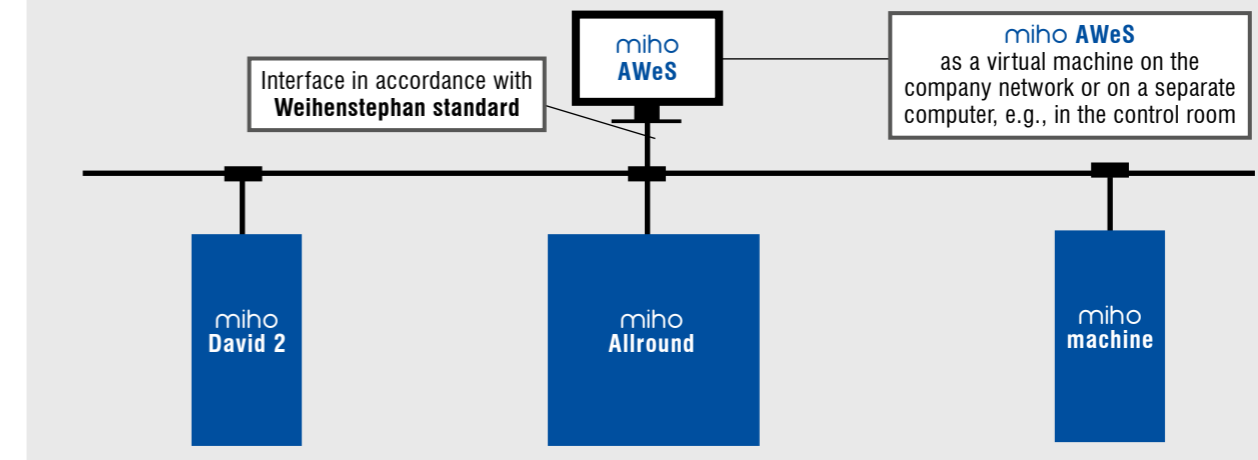 miho
AWeS
Interface in accordance with
Weihenstephan standard
miho AWeS
as a virtual machine on the
company network or on a separate
computer, e.g., in the control room
miho
David 2
miho
Allround
miho
machine